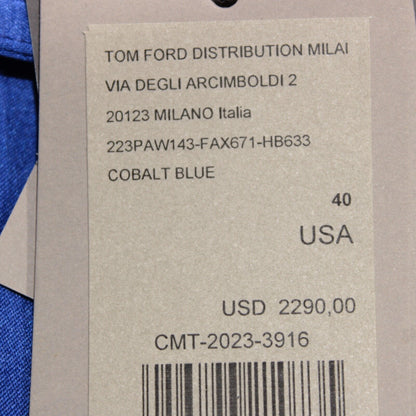 TOM FORD DISTRIBUTION MILAI
VIA DEGLI ARCIMBOLDI 2
20123 MILANO Italia
223PAW143-FAX671-HB633
COBALT BLUE
40
USA
USD 2290,00
CMT-2023-3916